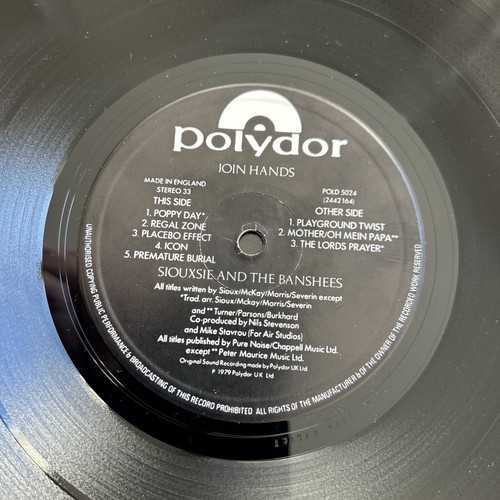 polydor
JOIN HANDS
MADE IN ENGLAND
STEREO 33
POLD 5024
(2442164)
THIS SIDE
1. POPPY DAY*
2. REGAL ZONE
3. PLACEBO EFFECT
4. ICON
5. PREMATURE BURIAL
OTHER SIDE
1. PLAYGROUND TWIST
2. MOTHER/OH MEIN PAPA**
3. THE LORDS PRAYER*
SIOUXSIE AND THE BANSHEES
All titles written by Sioux/McKay/Morris/Severin except
*Trad. arr. Sioux/McKay/Morris/Severin
and ** Turner/Parsons/Burkhard
Co-produced by Nils Stevenson
and Mike Stavrou (For Air Studios)
All titles published by Pure Noise/Chappell Music Ltd.
except ** Peter Maurice Music Ltd.
Original Sound Recording made by Polydor UK Ltd
℗ 1979 Polydor U.K. Ltd
UNAUTHORISED COPYING PUBLIC PERFORMANCE & BROADCASTING OF THIS RECORD PROHIBITED ALL RIGHTS OF THE MANUFACTURER & OF THE OWNER OF THE RECORDED WORK RESERVED